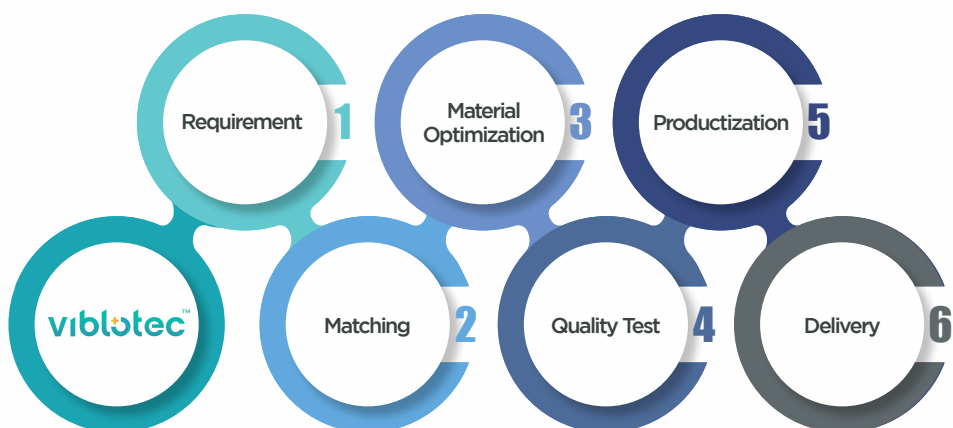 viblotec™
Requirement
1
Matching
2
Material
Optimization
3
Quality Test
4
Productization
5
Delivery
6